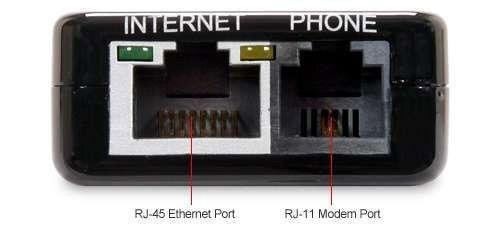 INTERNET PHONE
RJ-45 Ethernet Port RJ-11 Modem Port